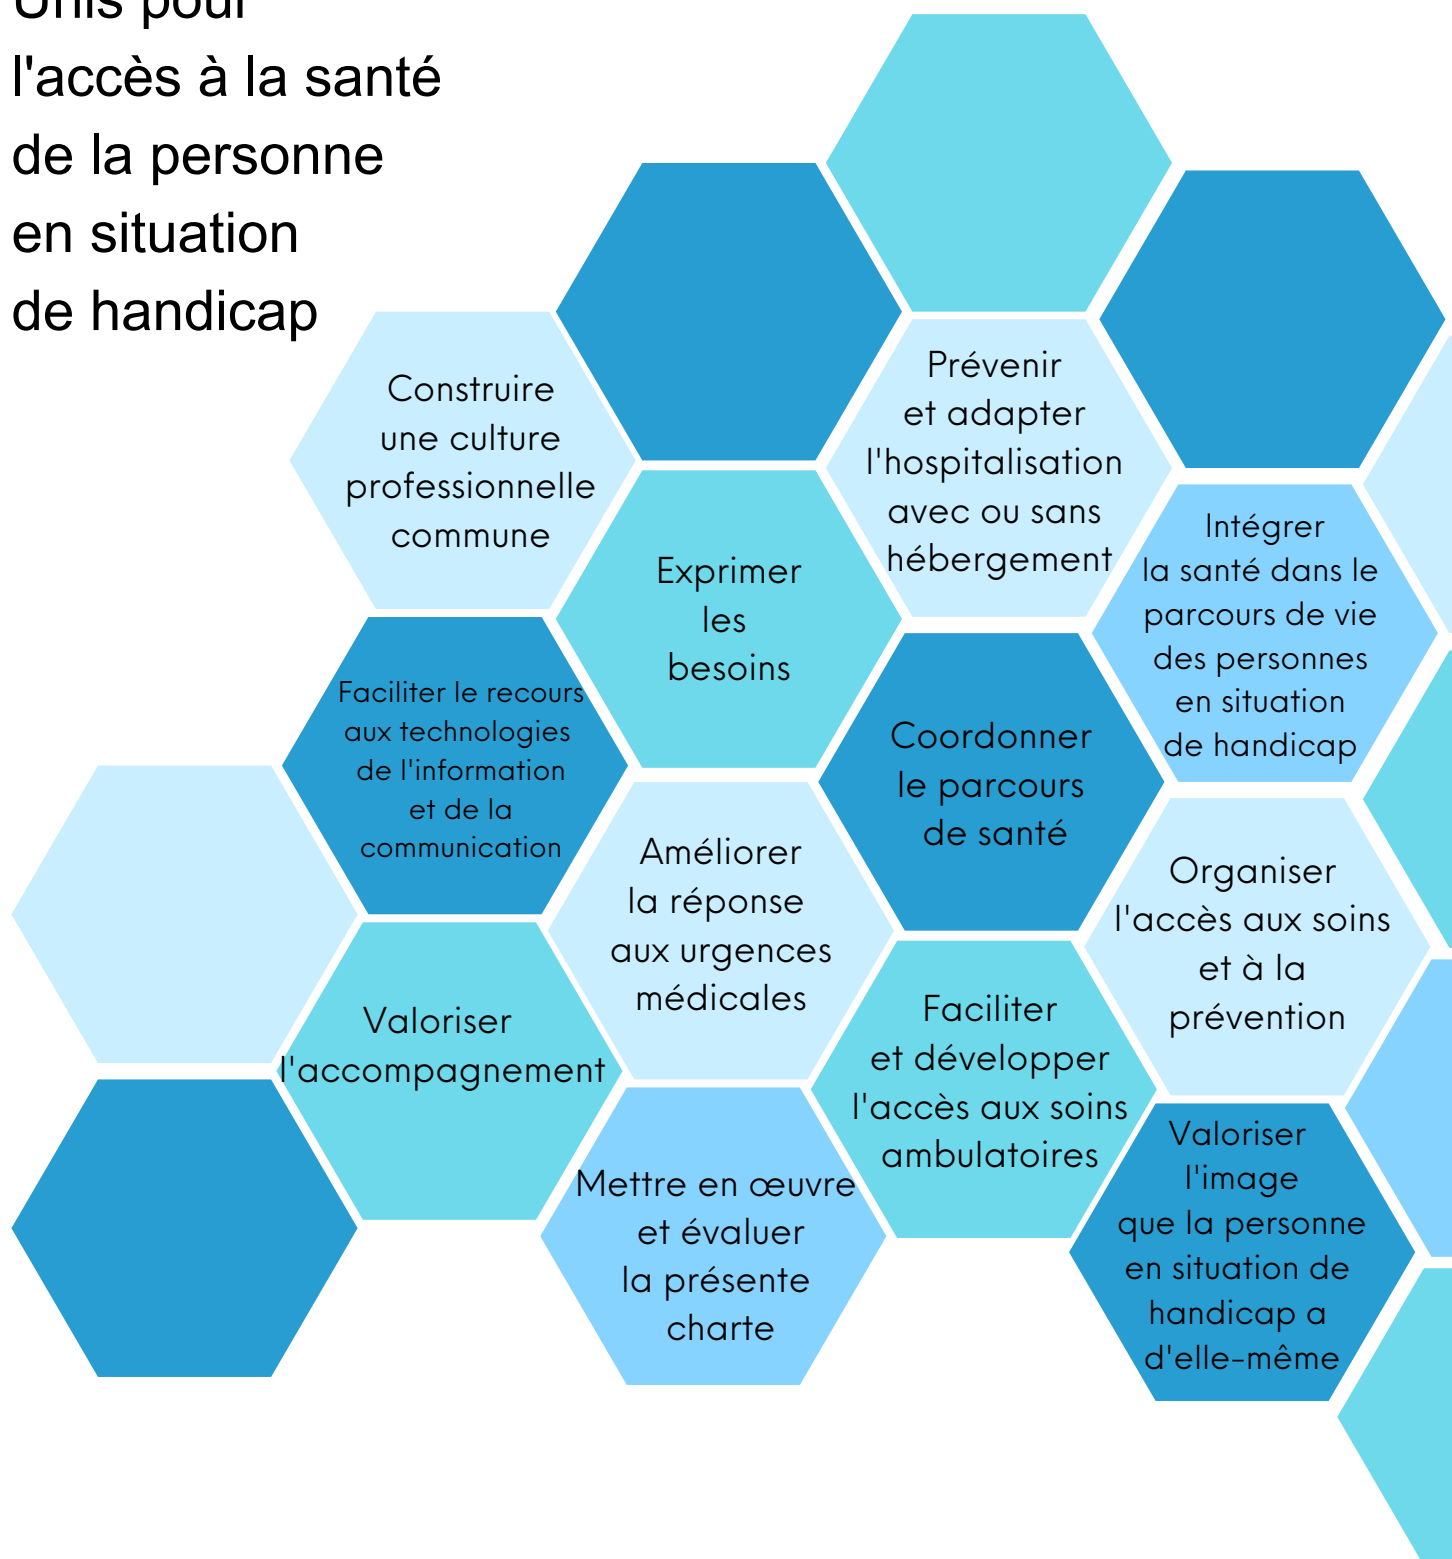 Unis pour
l'accès à la santé
de la personne
en situation
de handicap
Construire
une culture
professionnelle
commune
Prévenir
et adapter
l'hospitalisation
avec ou sans
hébergement
Exprimer
les
besoins
Intégrer
la santé dans le
parcours de vie
des personnes
en situation
de handicap
Faciliter le recours
aux technologies
de l'information
et de la
communication
Coordonner
le parcours
de santé
Améliorer
la réponse
aux urgences
médicales
Organiser
l'accès aux soins
et à la
prévention
Valoriser
l'accompagnement
Faciliter
et développer
l'accès aux soins
ambulatoires
Mettre en œuvre
et évaluer
la présente
charte
Valoriser
l'image
que la personne
en situation de
handicap a
d'elle-même